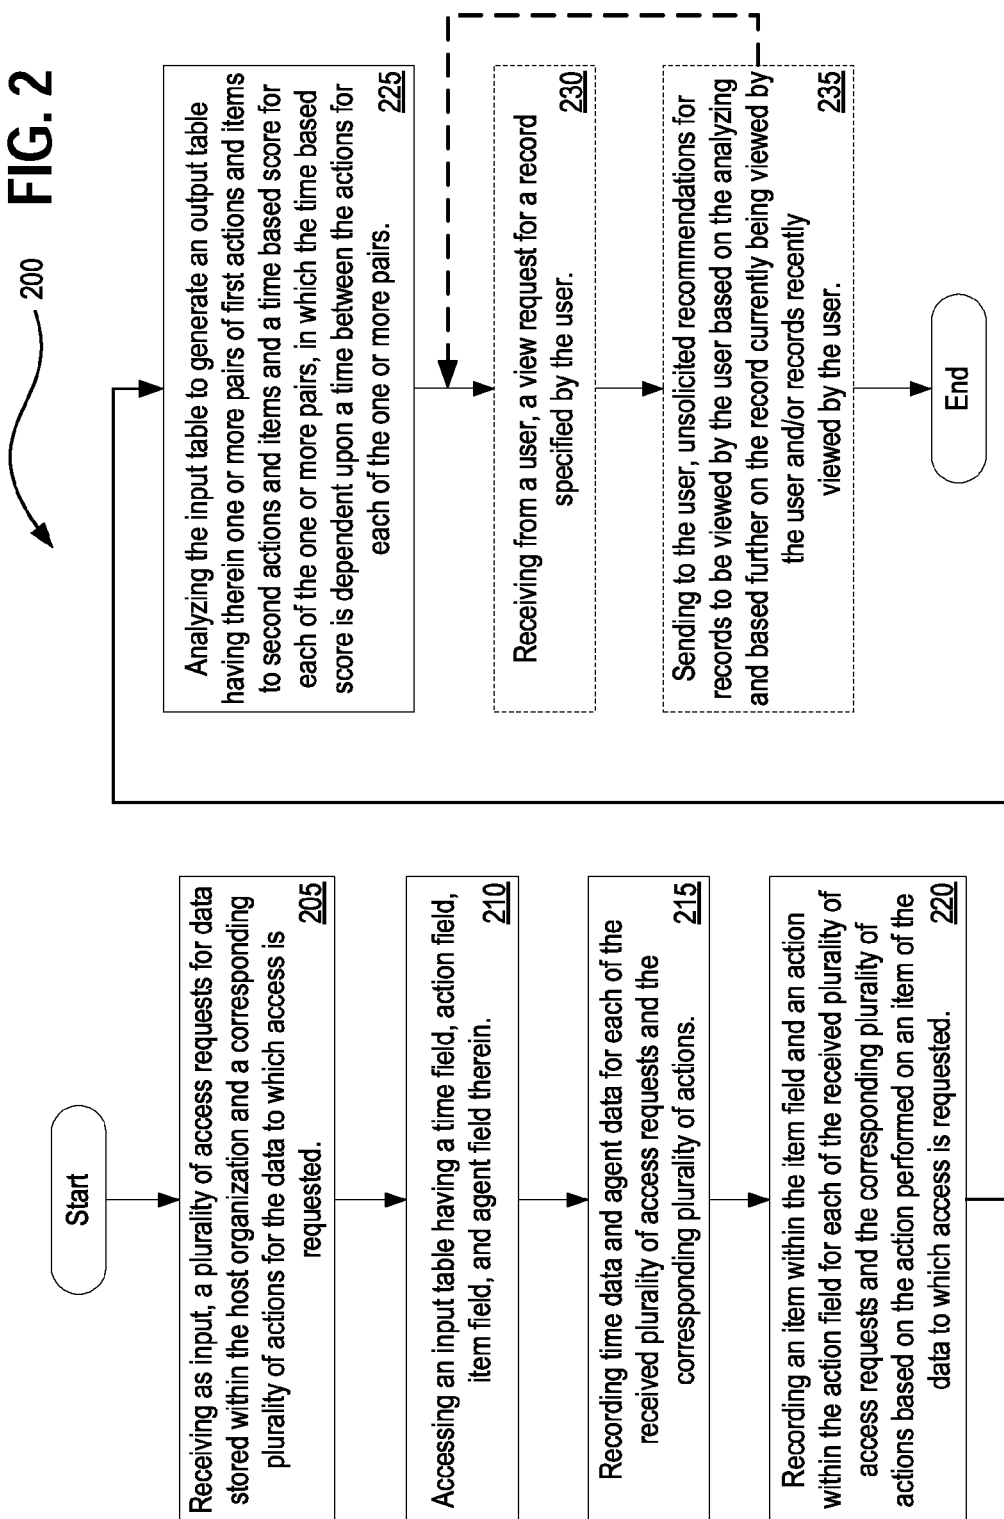 FIG. 2
200
Start
Receiving as input, a plurality of access requests for data
stored within the host organization and a corresponding
plurality of actions for the data to which access is
requested.
205
Accessing an input table having a time field, action field,
item field, and agent field therein.
210
Recording time data and agent data for each of the
received plurality of access requests and the
corresponding plurality of actions.
215
Recording an item within the item field and an action
within the action field for each of the received plurality of
access requests and the corresponding plurality of
actions based on the action performed on an item of the
data to which access is requested.
220
Analyzing the input table to generate an output table
having therein one or more pairs of first actions and items
to second actions and items and a time based score for
each of the one or more pairs, in which the time based
score is dependent upon a time between the actions for
each of the one or more pairs.
225
Receiving from a user, a view request for a record
specified by the user.
230
Sending to the user, unsolicited recommendations for
records to be viewed by the user based on the analyzing
and based further on the record currently being viewed by
the user and/or records recently
viewed by the user.
235
End